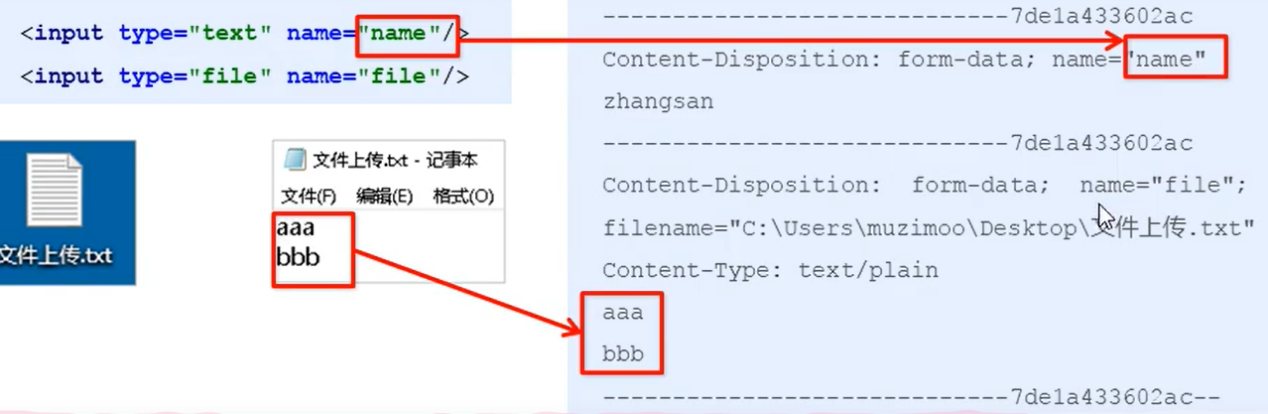 <input type="text" name="name"/>
<input type="file" name="file"/>
文件上传.txt
文件上传.txt - 记事本
文件(F) 编辑(E) 格式(O)
aaa
bbb
-----------------------------7de1a433602ac
Content-Disposition: form-data; name="name"
zhangsan
-----------------------------7de1a433602ac
Content-Disposition: form-data; name="file";
filename="C:\Users\muzimoo\Desktop\文件上传.txt"
Content-Type: text/plain
aaa
bbb
-----------------------------7de1a433602ac--